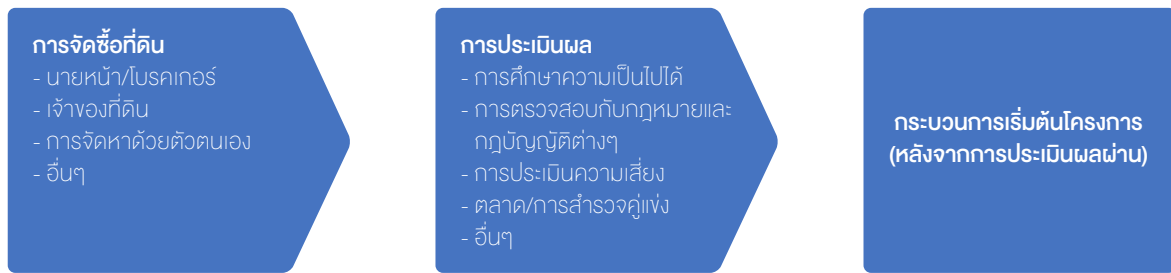 การจัดซื้อที่ดิน
- นายหน้า/โบรคเกอร์
- เจ้าของที่ดิน
- การจัดหาด้วยตัวตนเอง
- อื่นๆ
การประเมินผล
- การศึกษาความเป็นไปได้
- การตรวจสอบกับกฎหมายและ
กฎบัญญัติต่างๆ
- การประเมินความเสี่ยง
- ตลาด/การสำรวจคู่แข่ง
- อื่นๆ
กระบวนการเริ่มต้นโครงการ
(หลังจากการประเมินผลผ่าน)